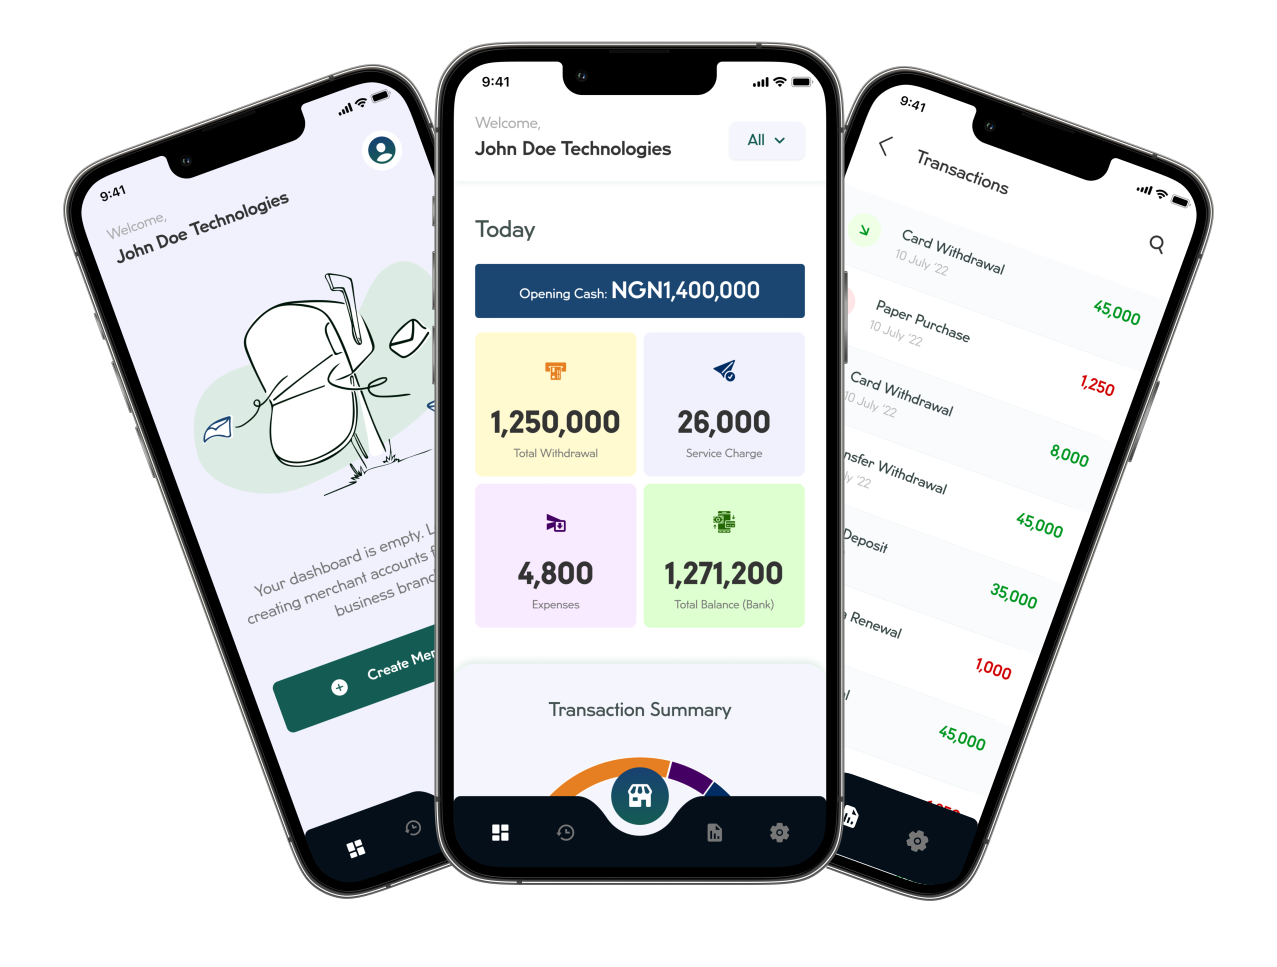 9:41
Welcome,
John Doe Technologies
Your dashboard is empty.
creating merchant accounts
business
Create
9:41
Welcome,
John Doe Technologies
All
Today
Opening Cash: NGN1,400,000
1,250,000
Total Withdrawal
26,000
Service Charge
4,800
Expenses
1,271,200
Total Balance (Bank)
Transaction Summary
9:41
Transactions
Card Withdrawal
10 July '22
45,000
Paper Purchase
10 July '22
1,250
Card Withdrawal
10 July '22
8,000
Withdrawal
'22
45,000
Deposit
35,000
Renewal
1,000
45,000